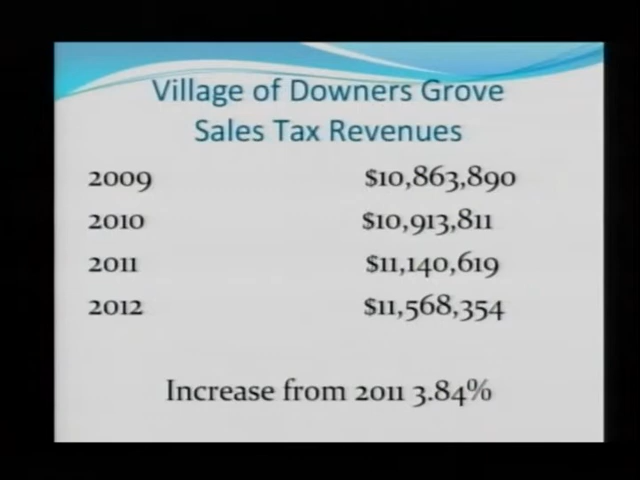 Village of Downers Grove
Sales Tax Revenues
2009 $10,863,890
2010 $10,913,811
2011 $11,140,619
2012 $11,568,354
Increase from 2011 3.84%